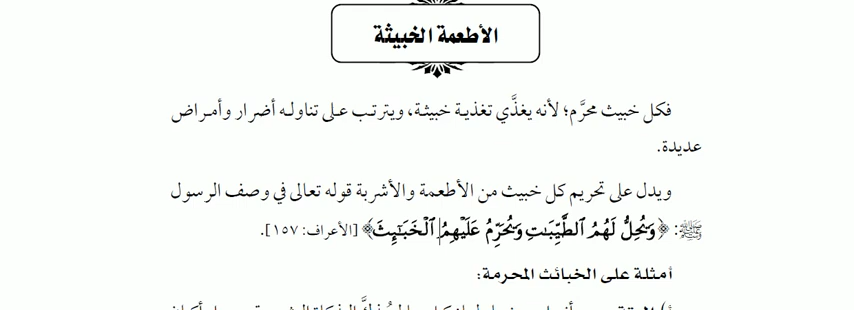 الأطعمة الخبيثة
فكل خبيث محرَّم؛ لأنه يغذَّي تغذية خبيثة، ويترتب على تناوله أضرار وأمراض
عديدة.
ويدل على تحريم كل خبيث من الأطعمة والأشربة قوله تعالى في وصف الرسول
ﷺ: ﴿وَيُحِلُّ لَهُمُ ٱلطَّيِّبَٰتِ وَيُحَرِّمُ عَلَيْهِمُ ٱلْخَبَٰٓئِثَ﴾ [الأعراف: ١٥٧].
أمثلة على الخبائث المحرمة: